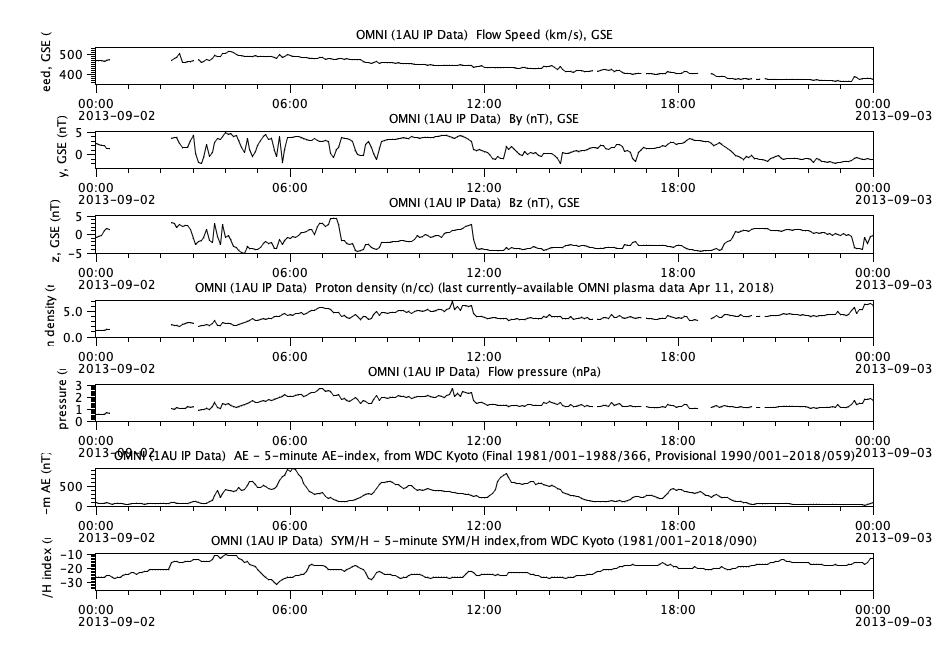 OMNI (1AU IP Data) Flow Speed (km/s), GSE
eed, GSE (
500
400
00:00 06:00 12:00 18:00 00:00
2013-09-02 2013-09-03
OMNI (1AU IP Data) By (nT), GSE
y, GSE (nT)
5
0
00:00 06:00 12:00 18:00 00:00
2013-09-02 2013-09-03
OMNI (1AU IP Data) Bz (nT), GSE
z, GSE (nT)
5
0
-5
00:00 06:00 12:00 18:00 00:00
2013-09-02 2013-09-03
OMNI (1AU IP Data) Proton density (n/cc) (last currently-available OMNI plasma data Apr 11, 2018)
n density (
5.0
0.0
00:00 06:00 12:00 18:00 00:00
2013-09-02 2013-09-03
OMNI (1AU IP Data) Flow pressure (nPa)
pressure (
3
2
1
0
00:00 06:00 12:00 18:00 00:00
2013-09-02 2013-09-03
OMNI (1AU IP Data) AE - 5-minute AE-index, from WDC Kyoto (Final 1981/001-1988/366, Provisional 1990/001-2018/059)
-m AE (nT)
500
0
00:00 06:00 12:00 18:00 00:00
2013-09-02 2013-09-03
OMNI (1AU IP Data) SYM/H - 5-minute SYM/H index,from WDC Kyoto (1981/001-2018/090)
/H index (
-10
-20
-30
00:00 06:00 12:00 18:00 00:00
2013-09-02 2013-09-03